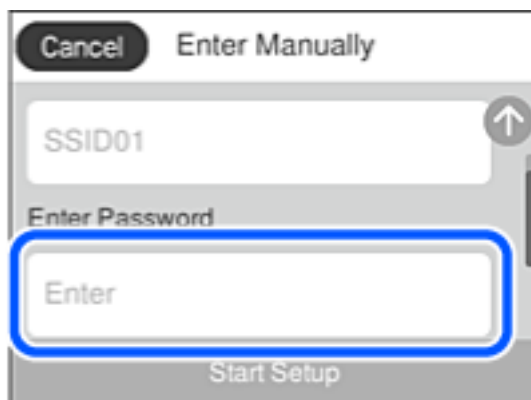 Cancel Enter Manually
SSID01
Enter Password
Enter
Start Setup